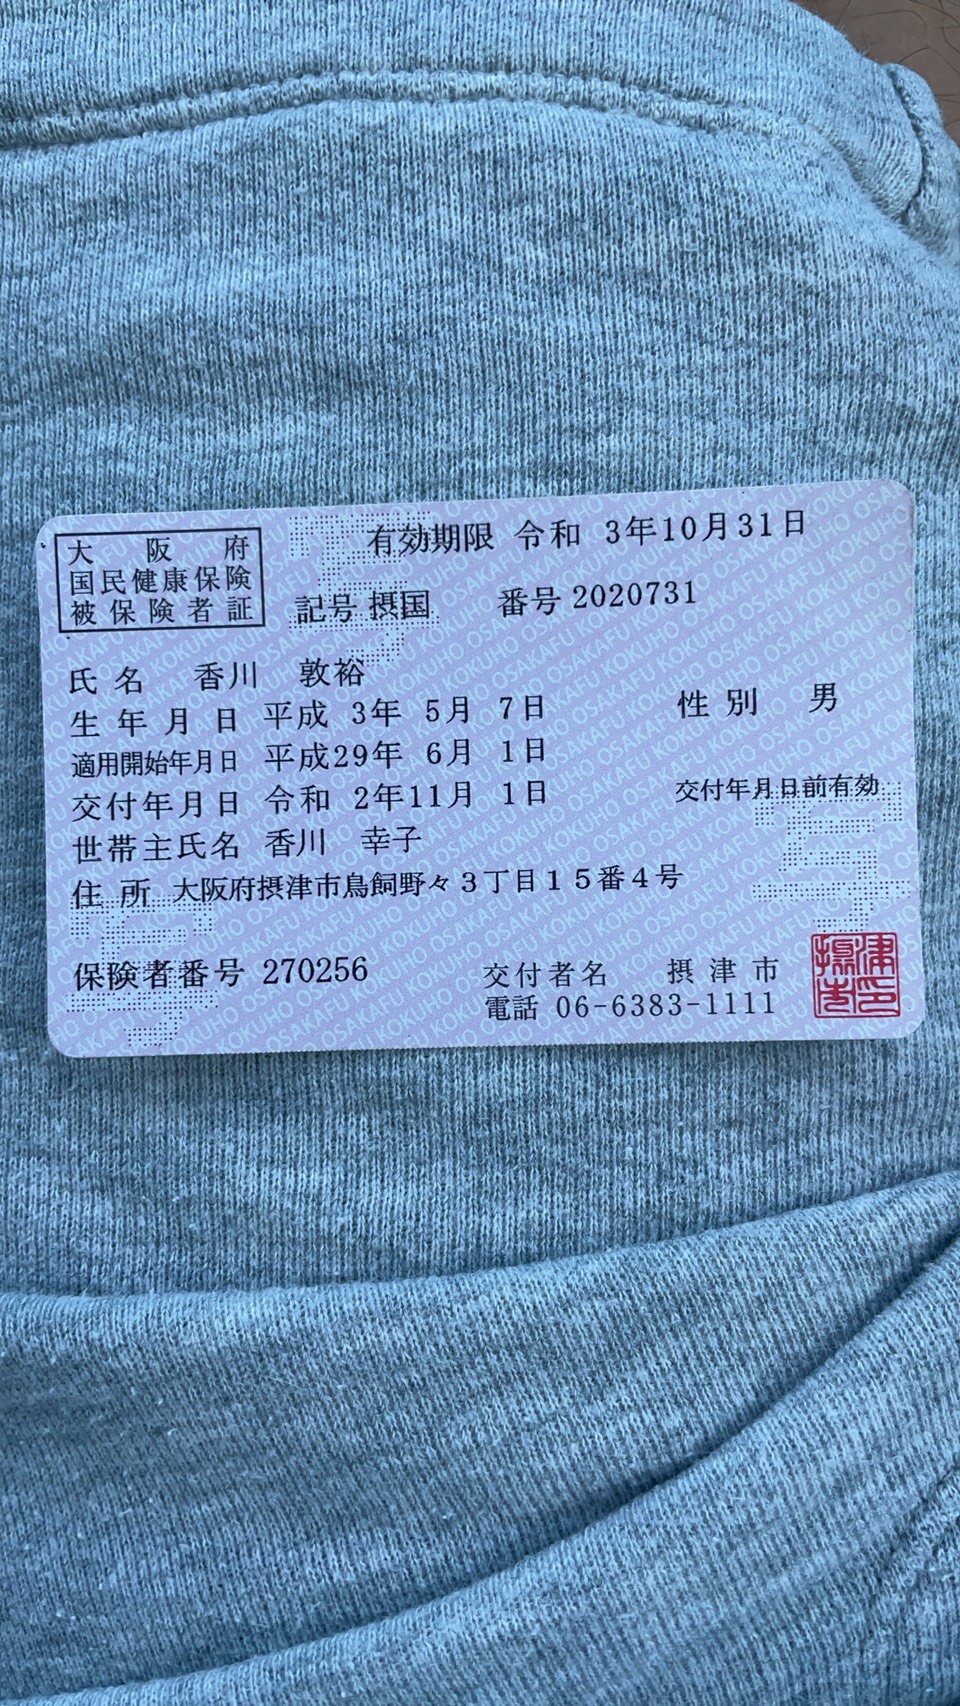 大阪府
国民健康保険
被保険者証
有効期限 令和 3年10月31日
記号 摂国 番号 2020731
氏名 香川 敦裕
生年月日 平成 3年 5月 7日 性別 男
適用開始年月日 平成29年 6月 1日
交付年月日 令和 2年11月 1日 交付年月日前有効
世帯主氏名 香川 幸子
住所 大阪府摂津市鳥飼野々3丁目15番4号
保険者番号 270256 交付者名 摂津市
電話 06-6383-1111